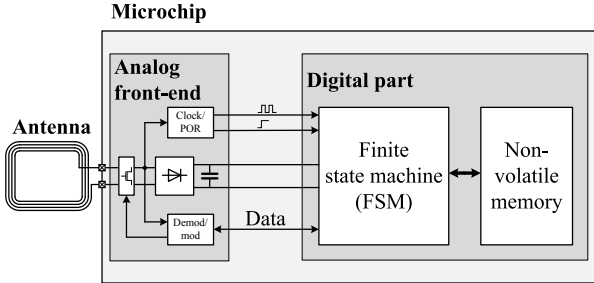 Microchip
Analog
front-end
Digital part
Antenna
Clock/
POR
Finite
state machine
(FSM)
Non-
volatile
memory
Demod/
mod
Data